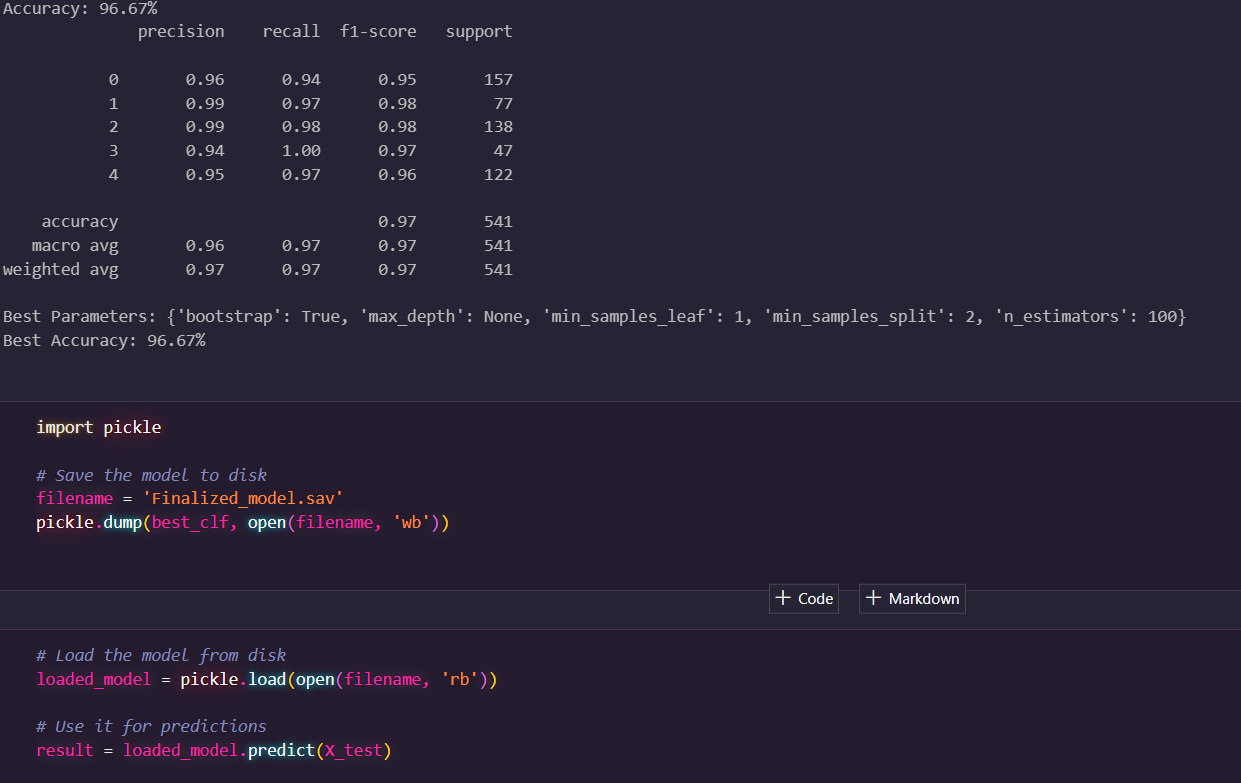 Accuracy: 96.67%
precision recall f1-score support
0 0.96 0.94 0.95 157
1 0.99 0.97 0.98 77
2 0.99 0.98 0.98 138
3 0.94 1.00 0.97 47
4 0.95 0.97 0.96 122
accuracy 0.97 541
macro avg 0.96 0.97 0.97 541
weighted avg 0.97 0.97 0.97 541
Best Parameters: {'bootstrap': True, 'max_depth': None, 'min_samples_leaf': 1, 'min_samples_split': 2, 'n_estimators': 100}
Best Accuracy: 96.67%
import pickle
# Save the model to disk
filename = 'Finalized_model.sav'
pickle.dump(best_clf, open(filename, 'wb'))
+ Code + Markdown
# Load the model from disk
loaded_model = pickle.load(open(filename, 'rb'))
# Use it for predictions
result = loaded_model.predict(X_test)